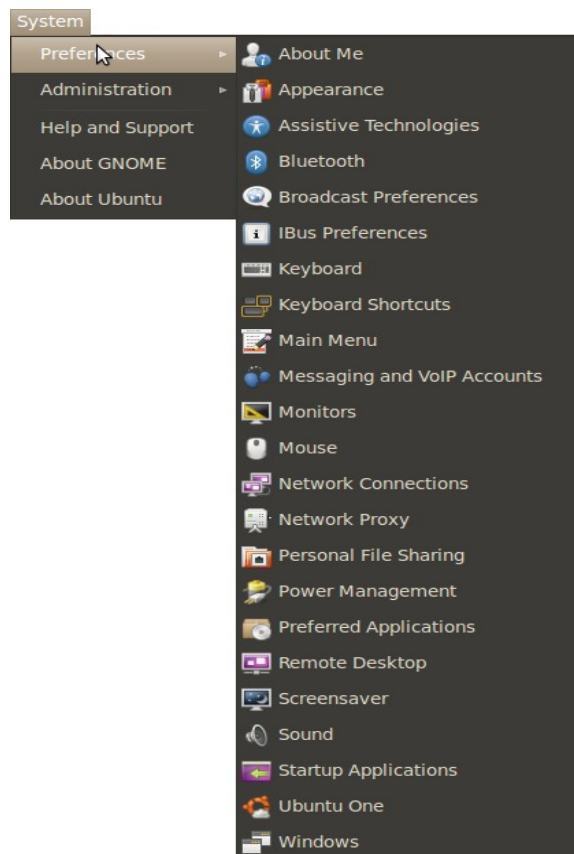 System
Preferences
Administration
Help and Support
About GNOME
About Ubuntu
About Me
Appearance
Assistive Technologies
Bluetooth
Broadcast Preferences
IBus Preferences
Keyboard
Keyboard Shortcuts
Main Menu
Messaging and VoIP Accounts
Monitors
Mouse
Network Connections
Network Proxy
Personal File Sharing
Power Management
Preferred Applications
Remote Desktop
Screensaver
Sound
Startup Applications
Ubuntu One
Windows